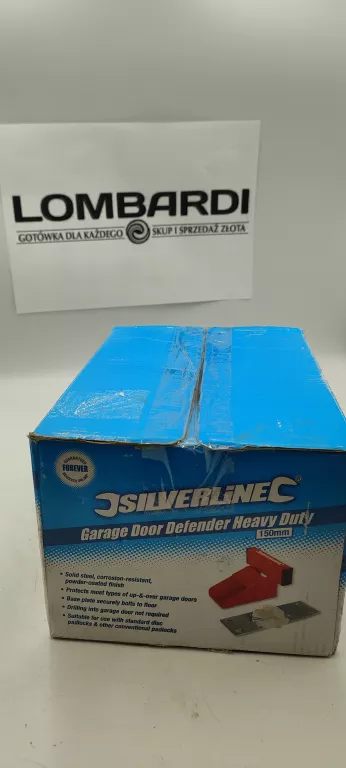 LOMBARDI
GOTÓWKA DLA KAŻDEGO SKUP I SPRZEDAŻ ZŁOTA
FOREVER
SILVERLINE
Garage Door Defender Heavy Duty
150mm
• Solid steel, corrosion-resistant,
powder-coated finish
• Protects most types of up-&-over garage doors
• Base plate securely bolts to floor
• Drilling into garage door not required
• Suitable for use with standard disc
padlocks & other conventional padlocks